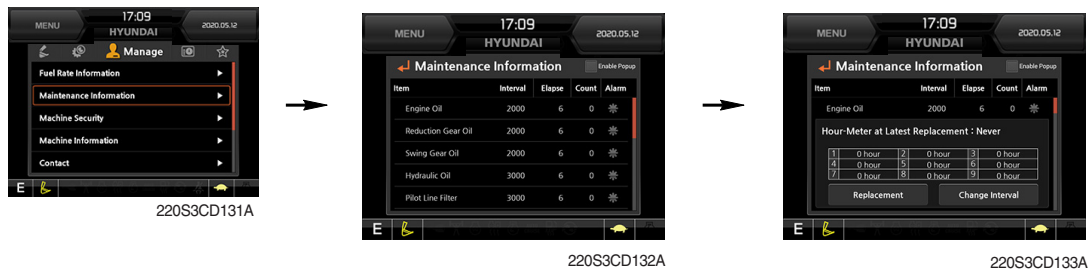 MENU
17:09
HYUNDAI
2020.05.12
Manage
Fuel Rate Information
Maintenance Information
Machine Security
Machine Information
Contact
E
220S3CD131A
MENU
17:09
HYUNDAI
2020.05.12
Maintenance Information
Enable Popup
Item Interval Elapse Count Alarm
Engine Oil 2000 6 0
Reduction Gear Oil 2000 6 0
Swing Gear Oil 2000 6 0
Hydraulic Oil 3000 6 0
Pilot Line Filter 3000 6 0
E
220S3CD132A
MENU
17:09
HYUNDAI
2020.05.12
Maintenance Information
Enable Popup
Item Interval Elapse Count Alarm
Engine Oil 2000 6 0
Hour-Meter at Latest Replacement : Never
1 0 hour 2 0 hour 3 0 hour
4 0 hour 5 0 hour 6 0 hour
7 0 hour 8 0 hour 9 0 hour
Replacement Change Interval
E
220S3CD133A